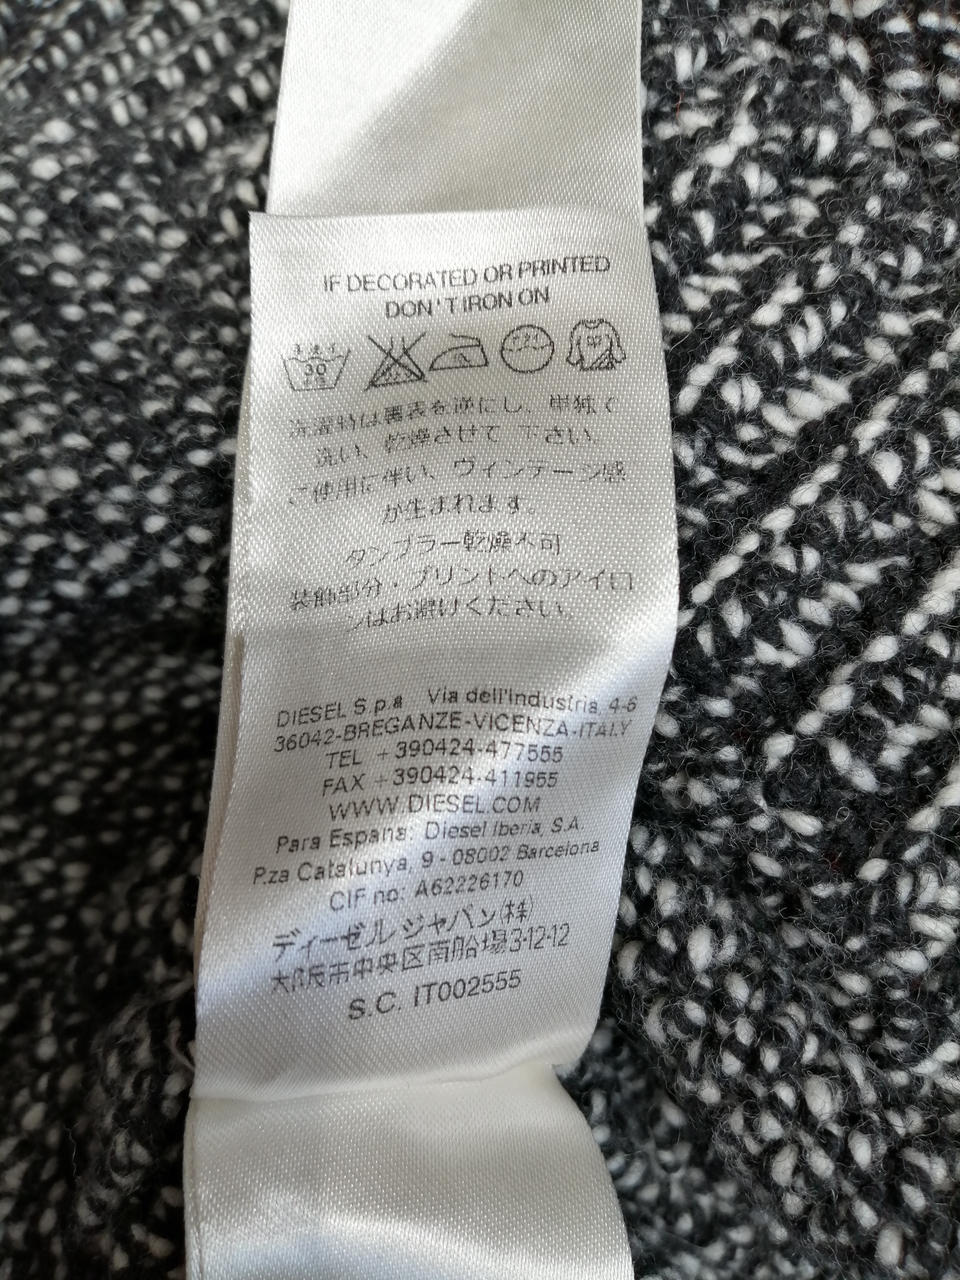 IF DECORATED OR PRINTED
DON'T IRON ON
30
洗濯時は裏表を逆にし、単独で
洗い、乾燥させて 下さい。
ご使用に伴い、ヴィンテージ感
が生まれます。
タンブラー乾燥不可
装飾部分・プリントへのアイロ
ンはお避けください。
DIESEL S.p.a Via dell'Industria, 4-6
36042-BREGANZE-VICENZA-ITALY
TEL +390424-477555
FAX +390424-411955
WWW.DIESEL.COM
Para Espana: Diesel Iberia, S.A.
P.za Catalunya, 9 - 08002 Barcelona
CIF no: A62226170
ディーゼル ジャパン(株)
大阪市中央区南船場3-12-12
S.C. IT002555